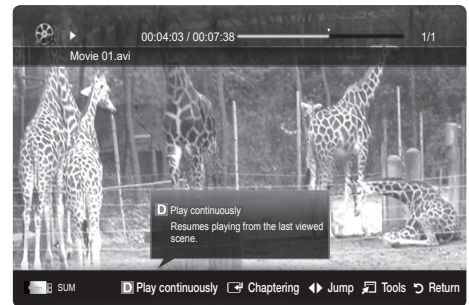 00:04:03 / 00:07:38 1/1
Movie 01.avi
D Play continuously
Resumes playing from the last viewed
scene.
SUM D Play continuously Chaptering Jump Tools Return